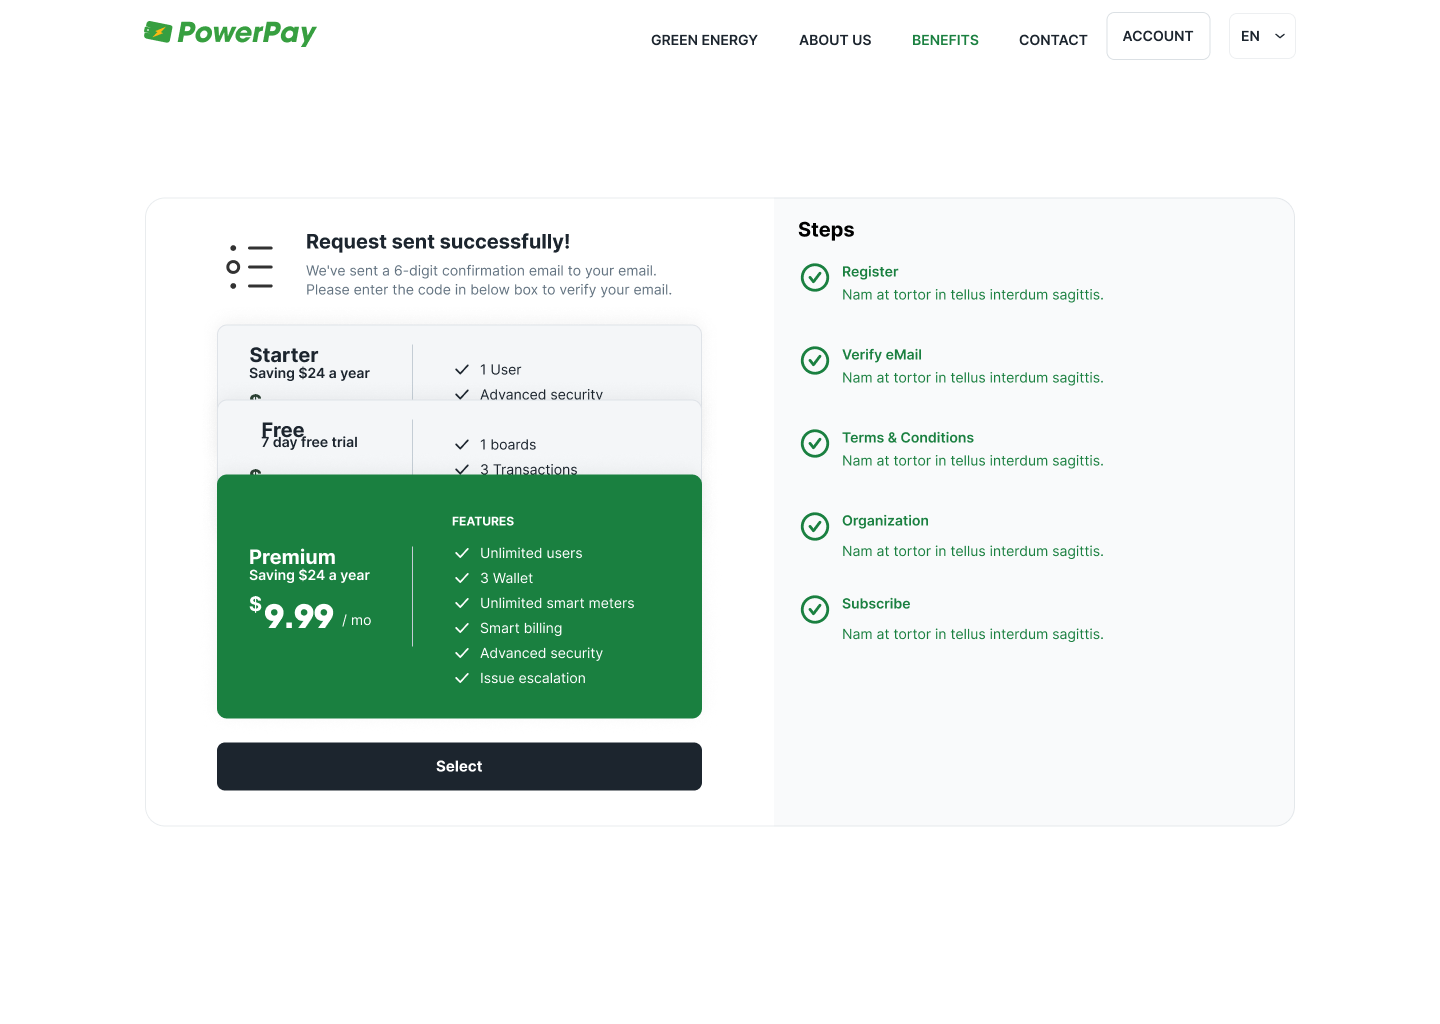 PowerPay
GREEN ENERGY
ABOUT US
BENEFITS
CONTACT
ACCOUNT
EN
Request sent successfully!
We've sent a 6-digit confirmation email to your email.
Please enter the code in below box to verify your email.
Starter
Saving $24 a year
$
1 User
Advanced security
Free
7 day free trial
$
1 boards
3 Transactions
FEATURES
Premium
Saving $24 a year
$9.99 / mo
Unlimited users
3 Wallet
Unlimited smart meters
Smart billing
Advanced security
Issue escalation
Select
Steps
Register
Nam at tortor in tellus interdum sagittis.
Verify eMail
Nam at tortor in tellus interdum sagittis.
Terms & Conditions
Nam at tortor in tellus interdum sagittis.
Organization
Nam at tortor in tellus interdum sagittis.
Subscribe
Nam at tortor in tellus interdum sagittis.